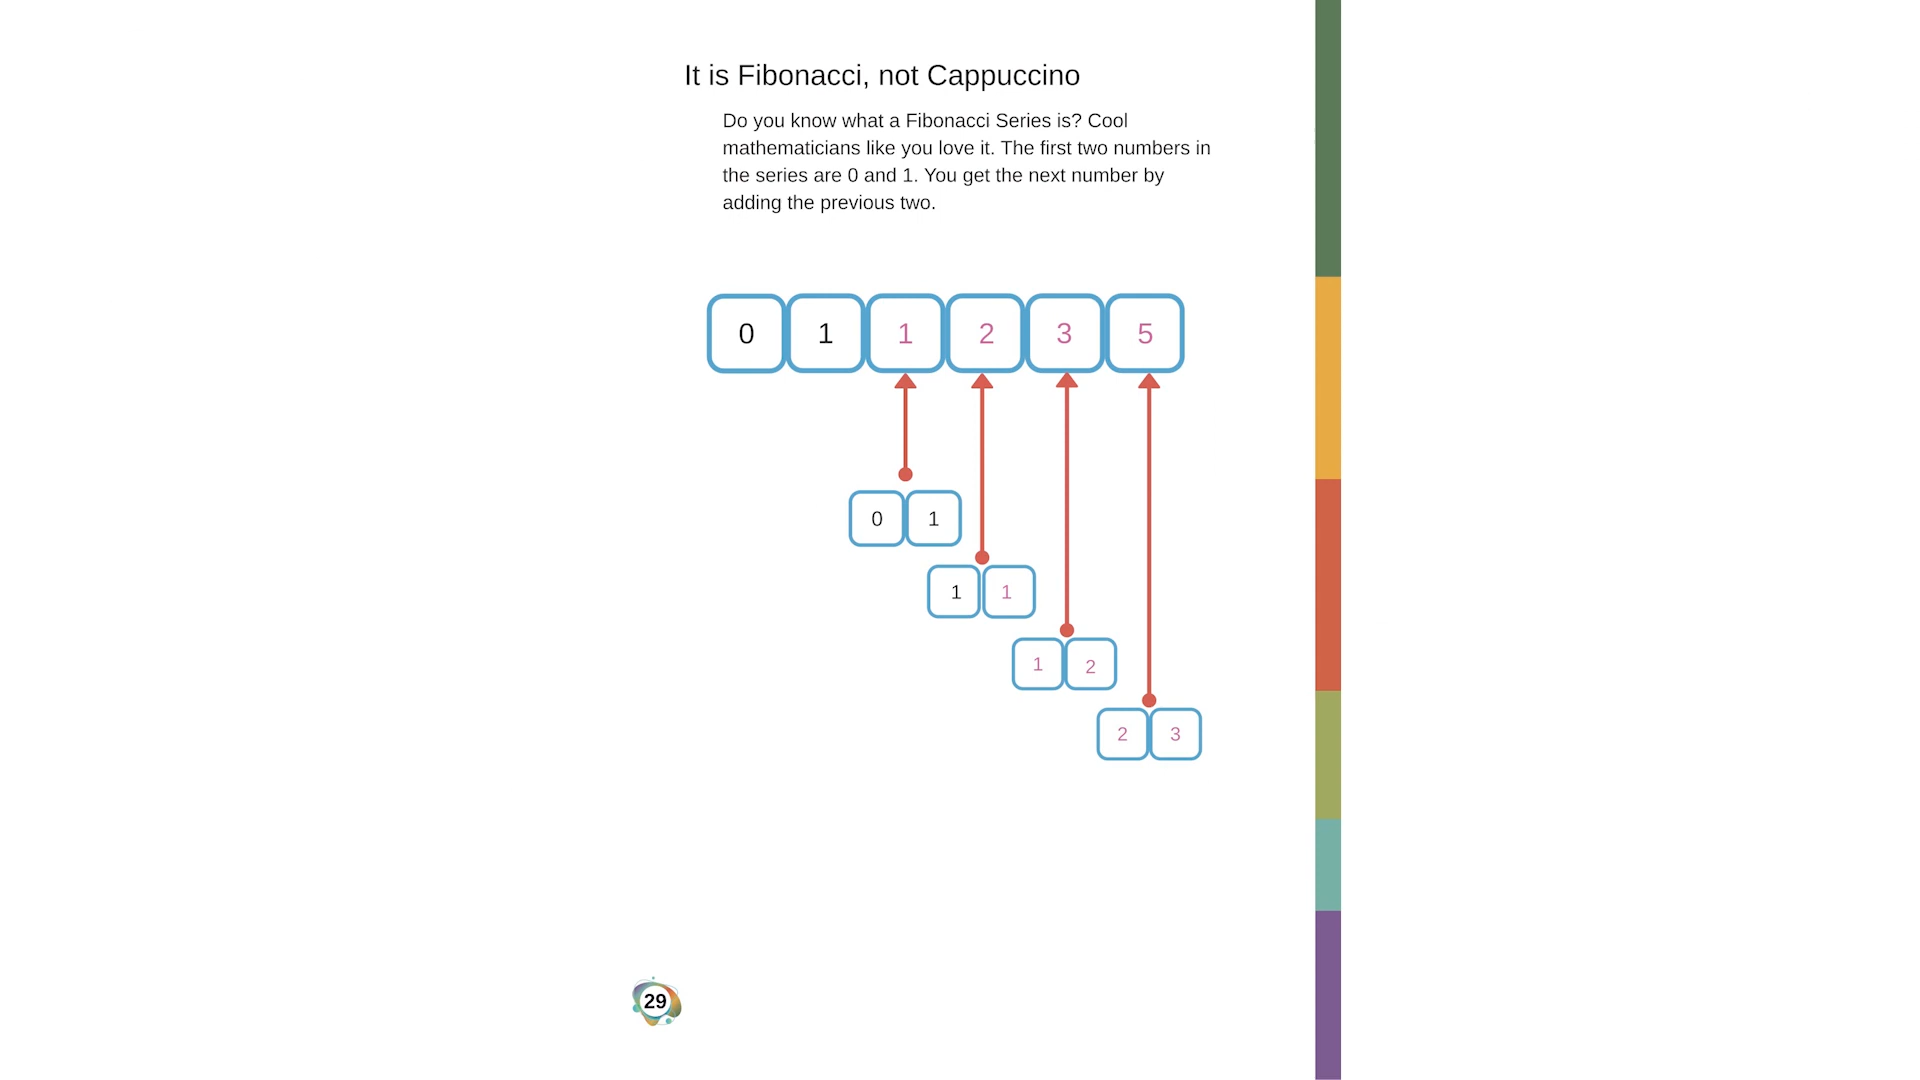 It is Fibonacci, not Cappuccino
Do you know what a Fibonacci Series is? Cool
mathematicians like you love it. The first two numbers in
the series are 0 and 1. You get the next number by
adding the previous two.
0 1 1 2 3 5
0 1
1 1
1 2
2 3
29